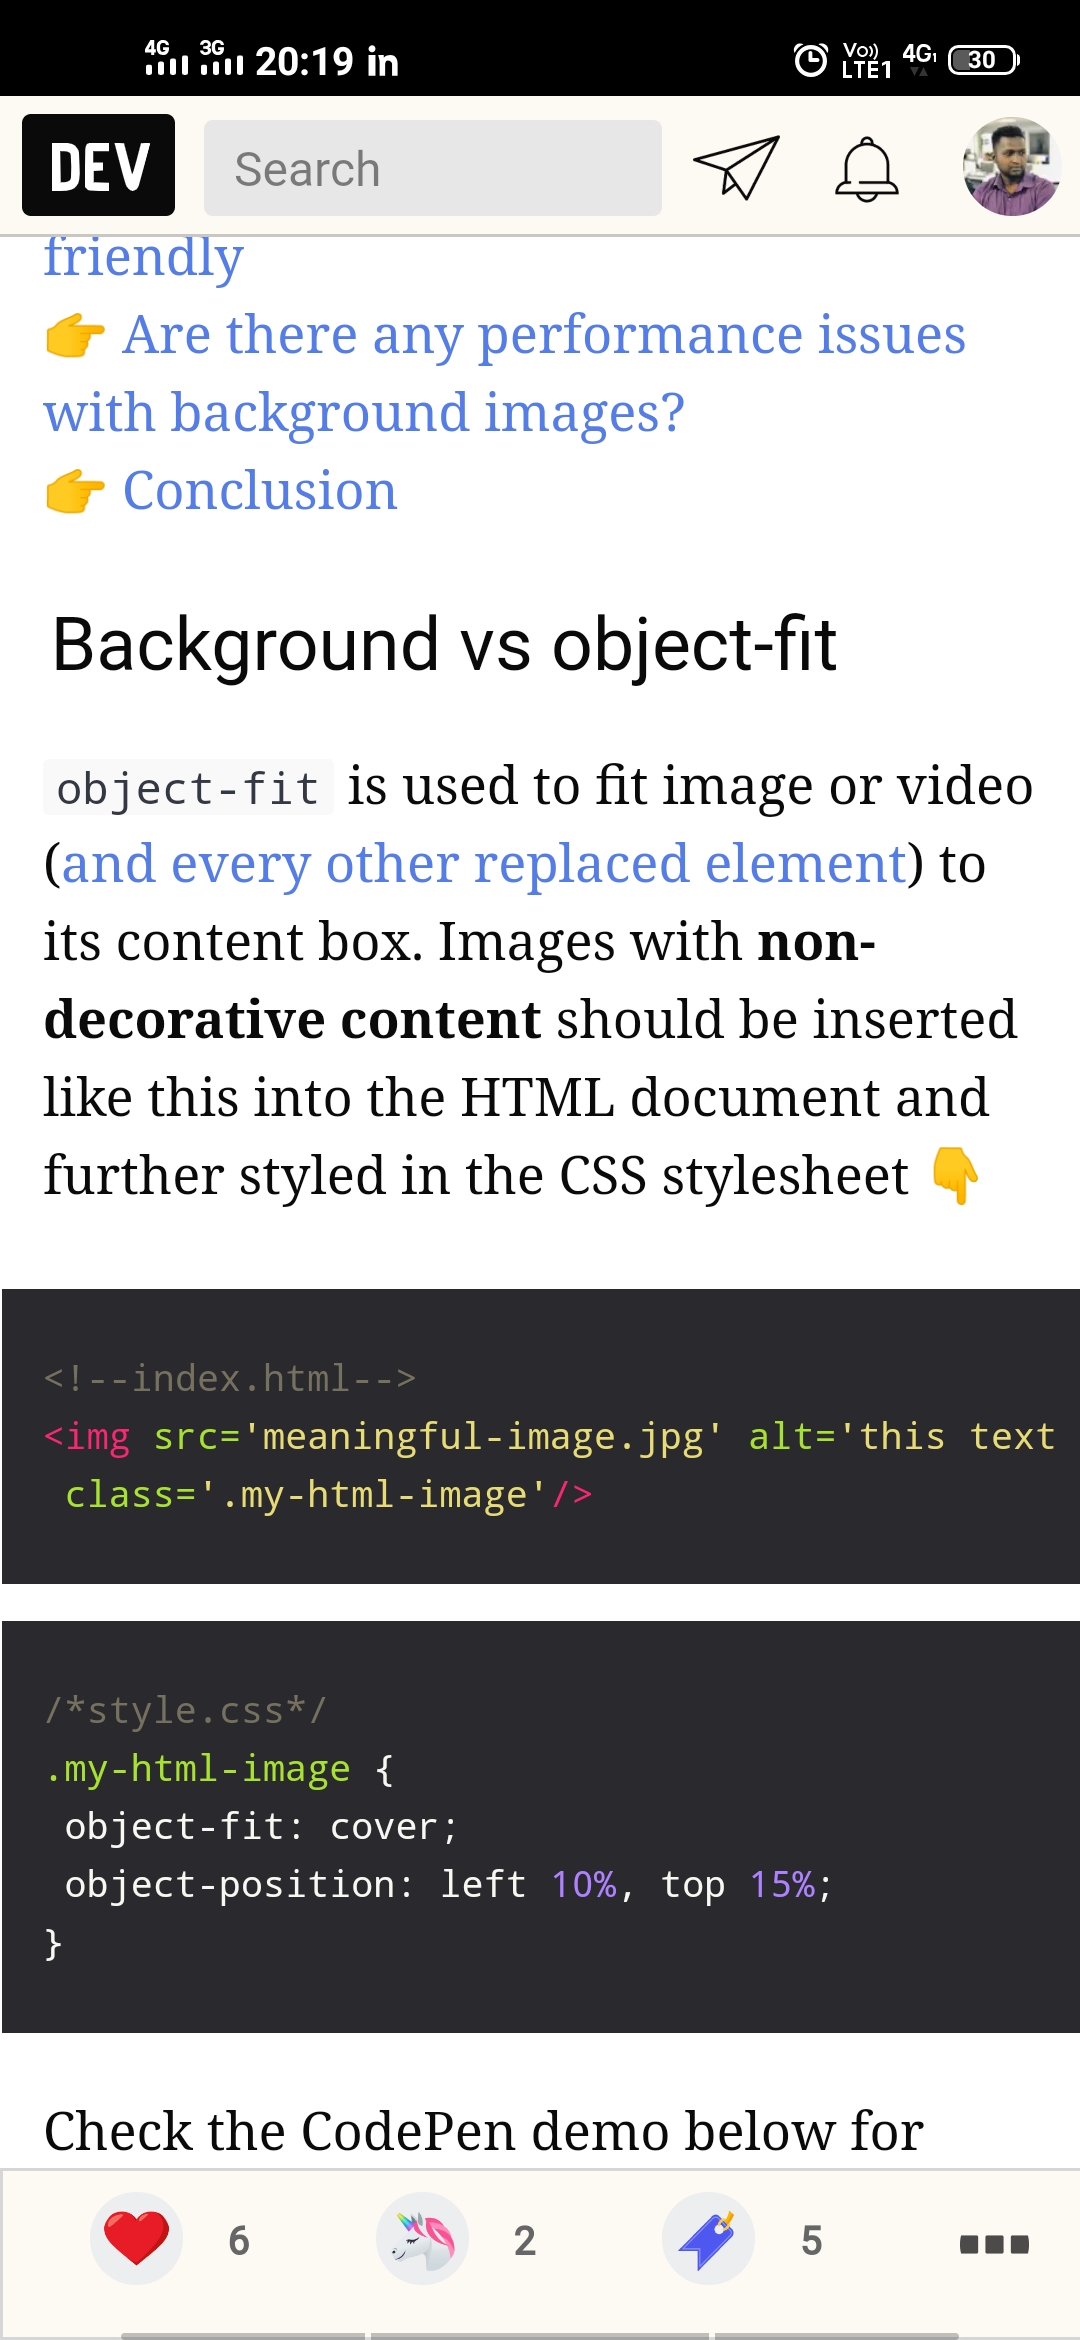 4G 3G 20:19 in Vo)) LTE1 4G1 30
DEV Search
friendly
👉 Are there any performance issues
with background images?
👉 Conclusion
Background vs object-fit
object-fit is used to fit image or video
(and every other replaced element) to
its content box. Images with non-
decorative content should be inserted
like this into the HTML document and
further styled in the CSS stylesheet 👇
<!--index.html-->
<img src='meaningful-image.jpg' alt='this text
class='.my-html-image'/>
/*style.css*/
.my-html-image {
object-fit: cover;
object-position: left 10%, top 15%;
}
Check the CodePen demo below for
6 2 5